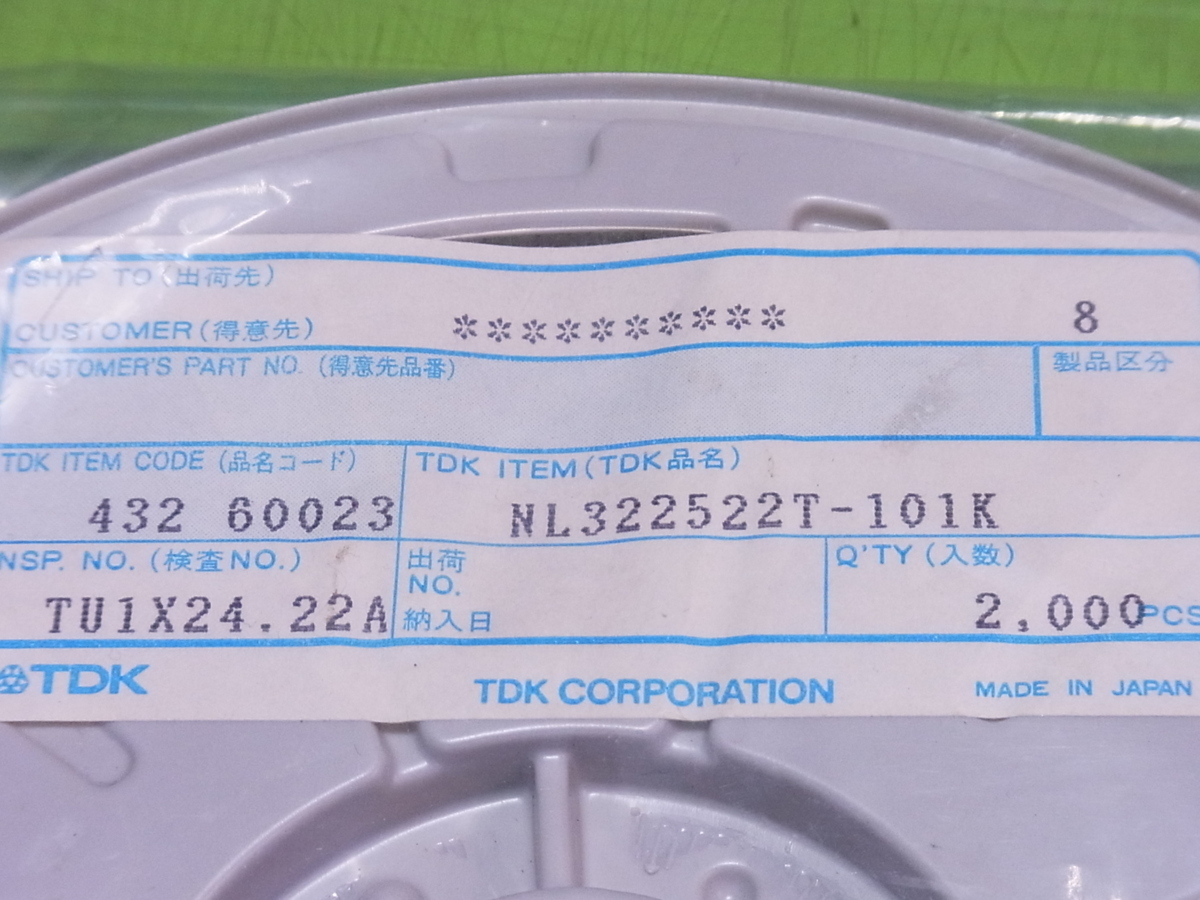 SHIP TO (出荷先)
CUSTOMER (得意先) ********** 8
CUSTOMER'S PART NO. (得意先品番) 製品区分
TDK ITEM CODE (品名コード) TDK ITEM (TDK品名)
432 60023 NL322522T-101K
NSP. NO. (検査NO.) 出荷 Q'TY (入数)
NO.
TU1X24.22A 納入日 2,000PCS
TDK TDK CORPORATION MADE IN JAPAN